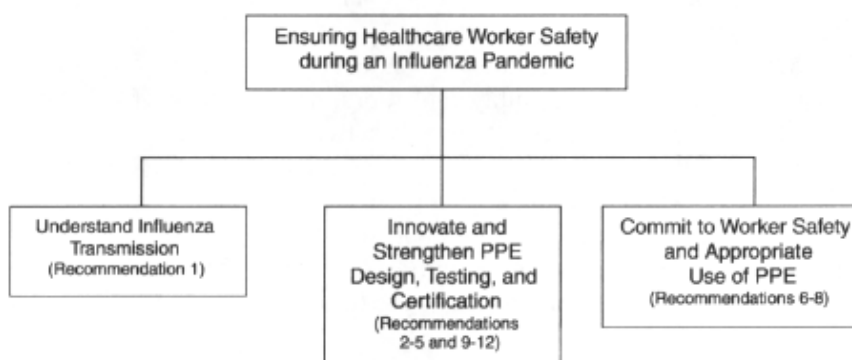 Ensuring Healthcare Worker Safety
during an Influenza Pandemic
Understand Influenza
Transmission
(Recommendation 1)
Innovate and
Strengthen PPE
Design, Testing, and
Certification
(Recommendations
2-5 and 9-12)
Commit to Worker Safety
and Appropriate
Use of PPE
(Recommendations 6-8)